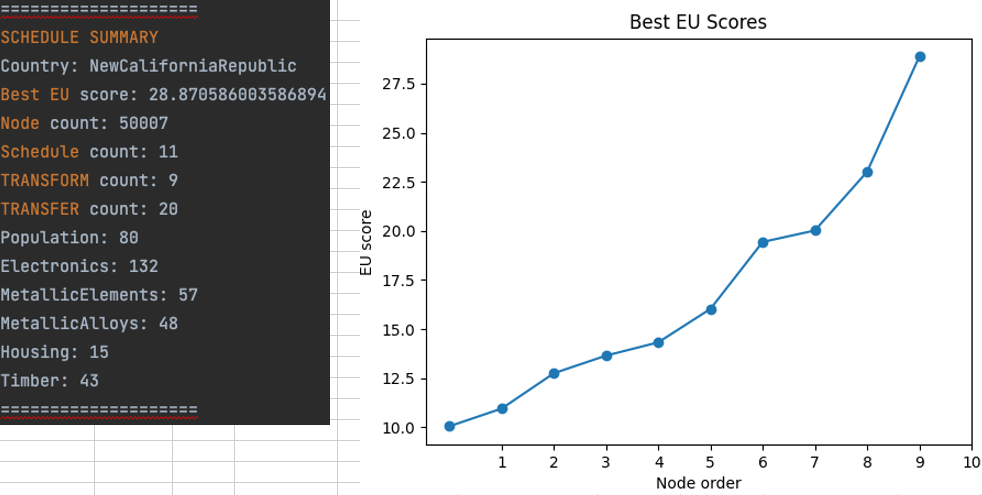 ====================
SCHEDULE SUMMARY
Country: NewCaliforniaRepublic
Best EU score: 28.870586003586894
Node count: 50007
Schedule count: 11
TRANSFORM count: 9
TRANSFER count: 20
Population: 80
Electronics: 132
MetallicElements: 57
MetallicAlloys: 48
Housing: 15
Timber: 43
====================
Best EU Scores
EU score
27.5
25.0
22.5
20.0
17.5
15.0
12.5
10.0
1 2 3 4 5 6 7 8 9 10
Node order